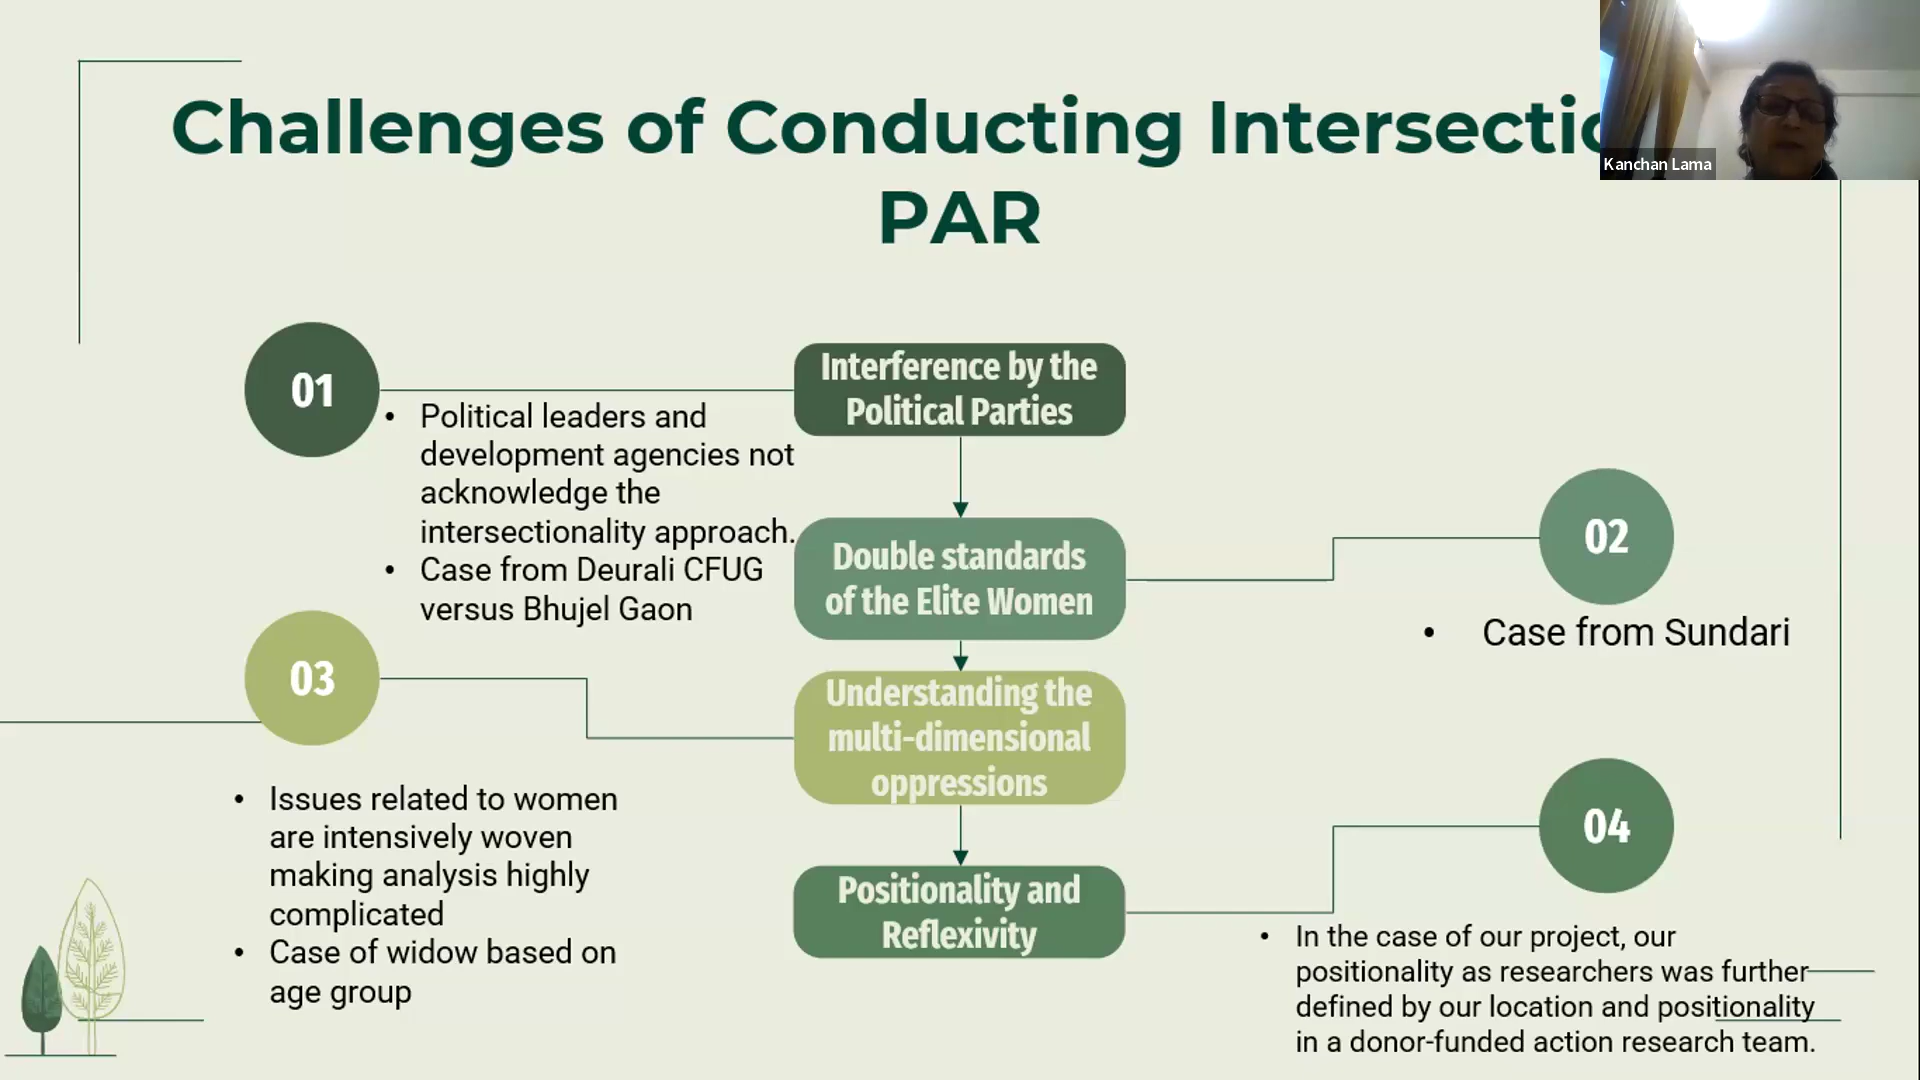 Challenges of Conducting
PAR
Kanchan Lama
01
Interference by the
Political Parties
• Political leaders and
development agencies not
acknowledge the
intersectionality approach.
• Case from Deurali CFUG
versus Bhujel Gaon
02
Double standards
of the Elite Women
• Case from Sundari
03
Understanding the
multi-dimensional
oppressions
• Issues related to women
are intensively woven
making analysis highly
complicated
• Case of widow based on
age group
04
Positionality and
Reflexivity
• In the case of our project, our
positionality as researchers was further
defined by our location and positionality
in a donor-funded action research team.